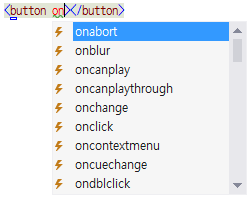 <button on></button>
onabort
onblur
oncanplay
oncanplaythrough
onchange
onclick
oncontextmenu
oncuechange
ondblclick